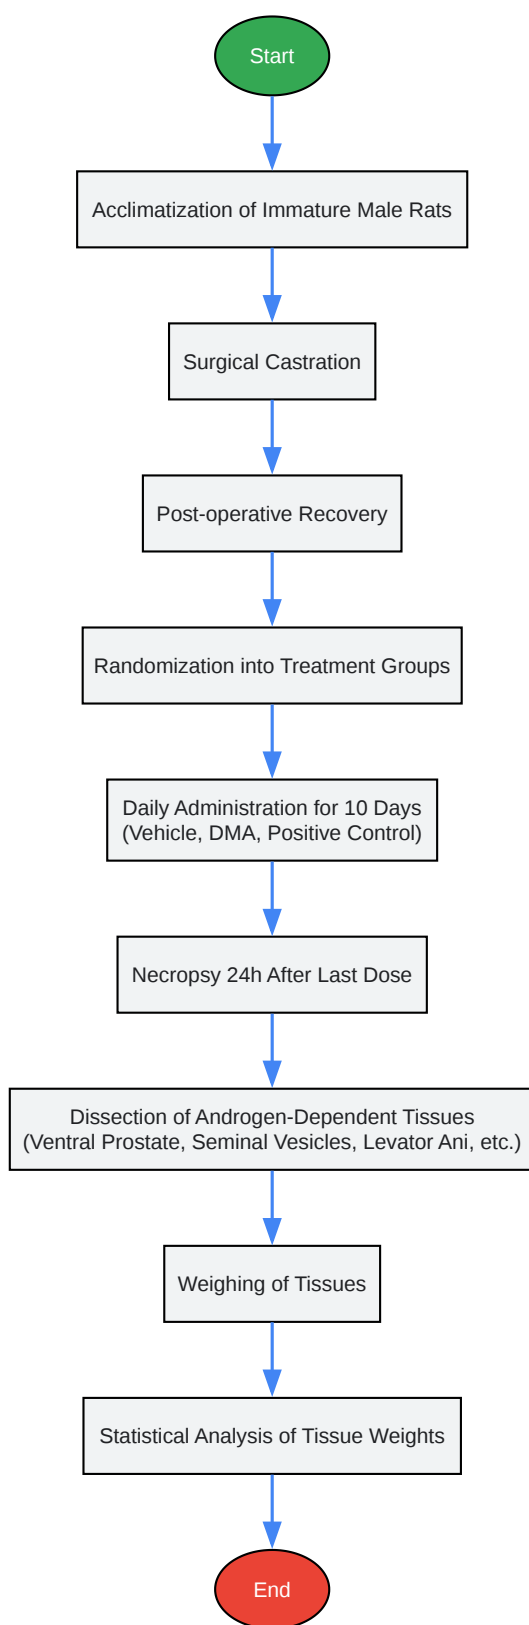 Start
Acclimatization of Immature Male Rats
Surgical Castration
Post-operative Recovery
Randomization into Treatment Groups
Daily Administration for 10 Days
(Vehicle, DMA, Positive Control)
Necropsy 24h After Last Dose
Dissection of Androgen-Dependent Tissues
(Ventral Prostate, Seminal Vesicles, Levator Ani, etc.)
Weighing of Tissues
Statistical Analysis of Tissue Weights
End